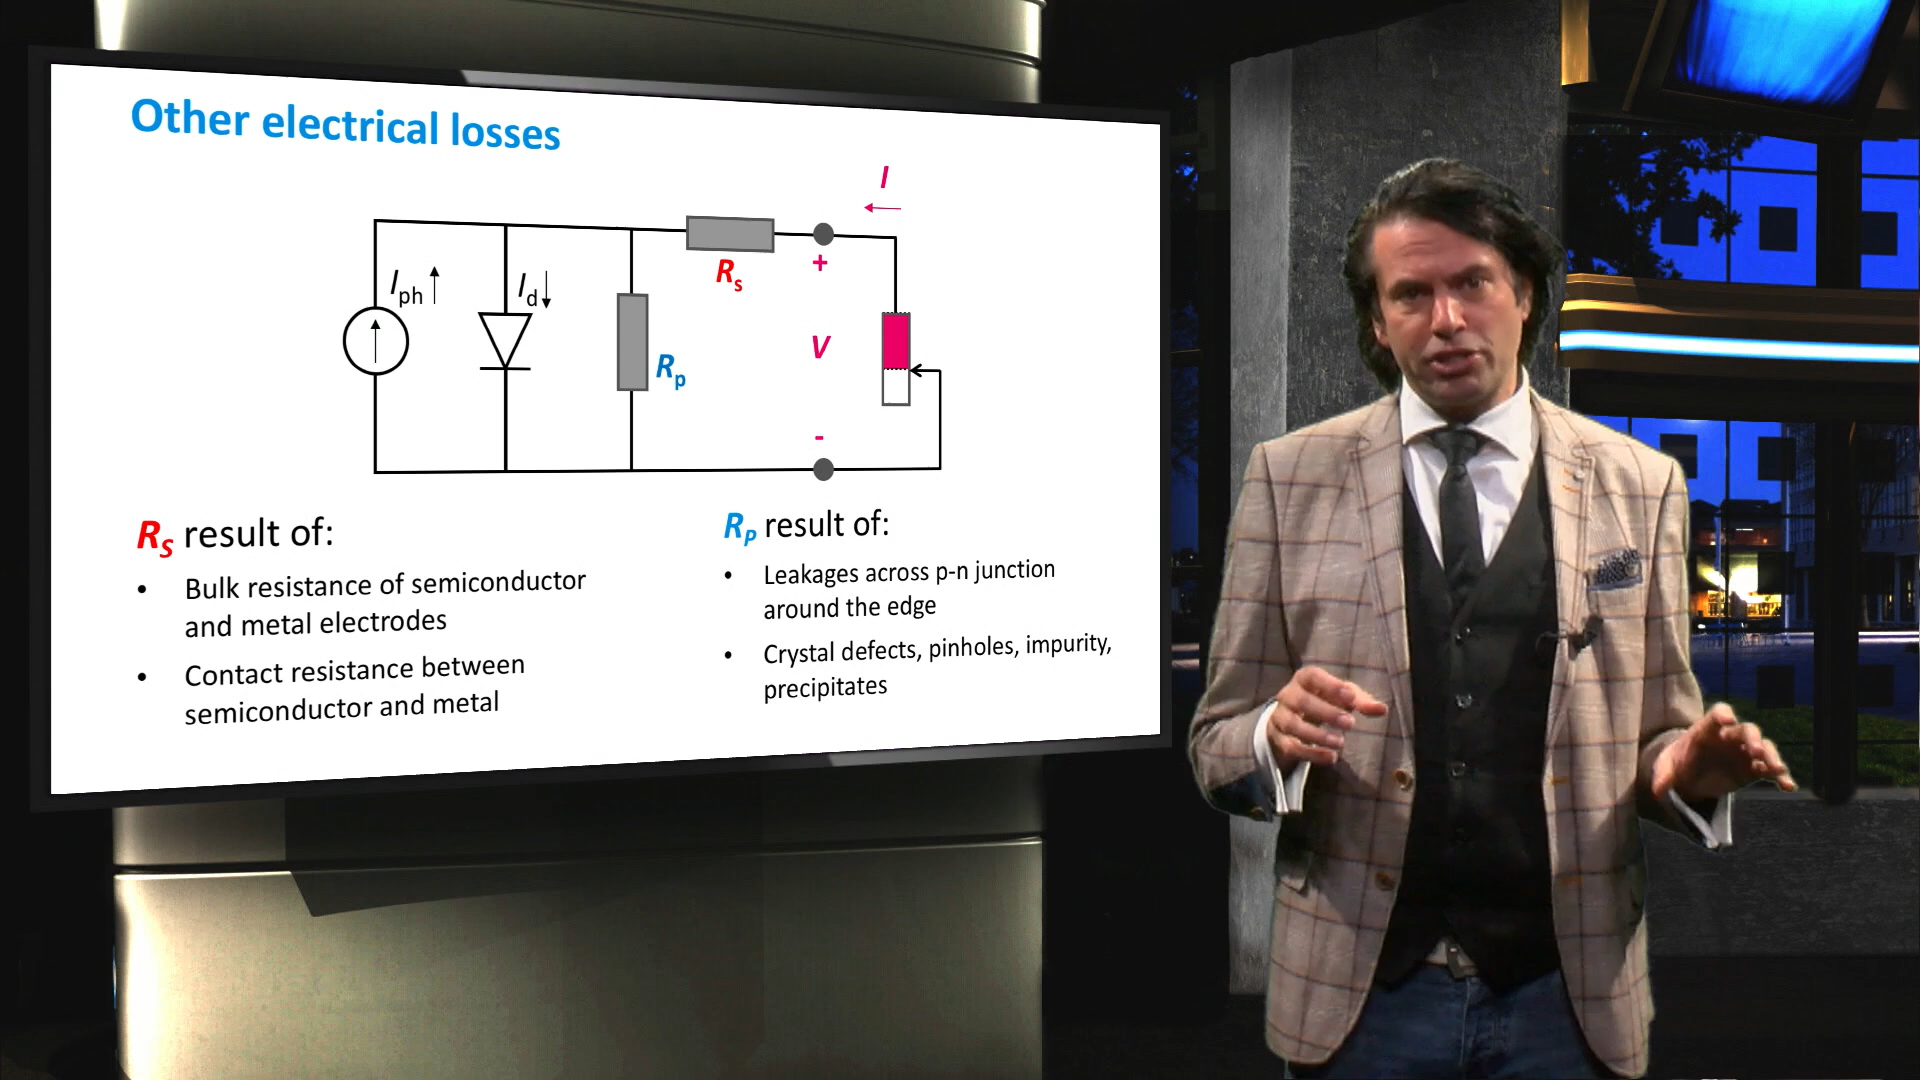 Other electrical losses
I
Iph
Id
Rs
+
Rp
V
-
RS result of:
• Bulk resistance of semiconductor
and metal electrodes
• Contact resistance between
semiconductor and metal
RP result of:
• Leakages across p-n junction
around the edge
• Crystal defects, pinholes, impurity,
precipitates